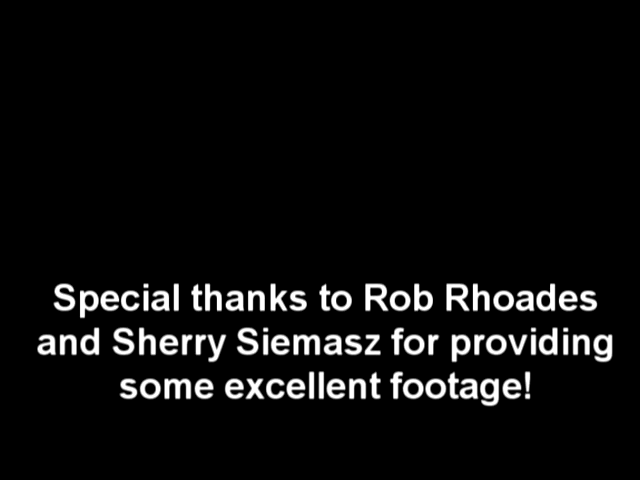 Special thanks to Rob Rhoades
and Sherry Siemasz for providing
some excellent footage!